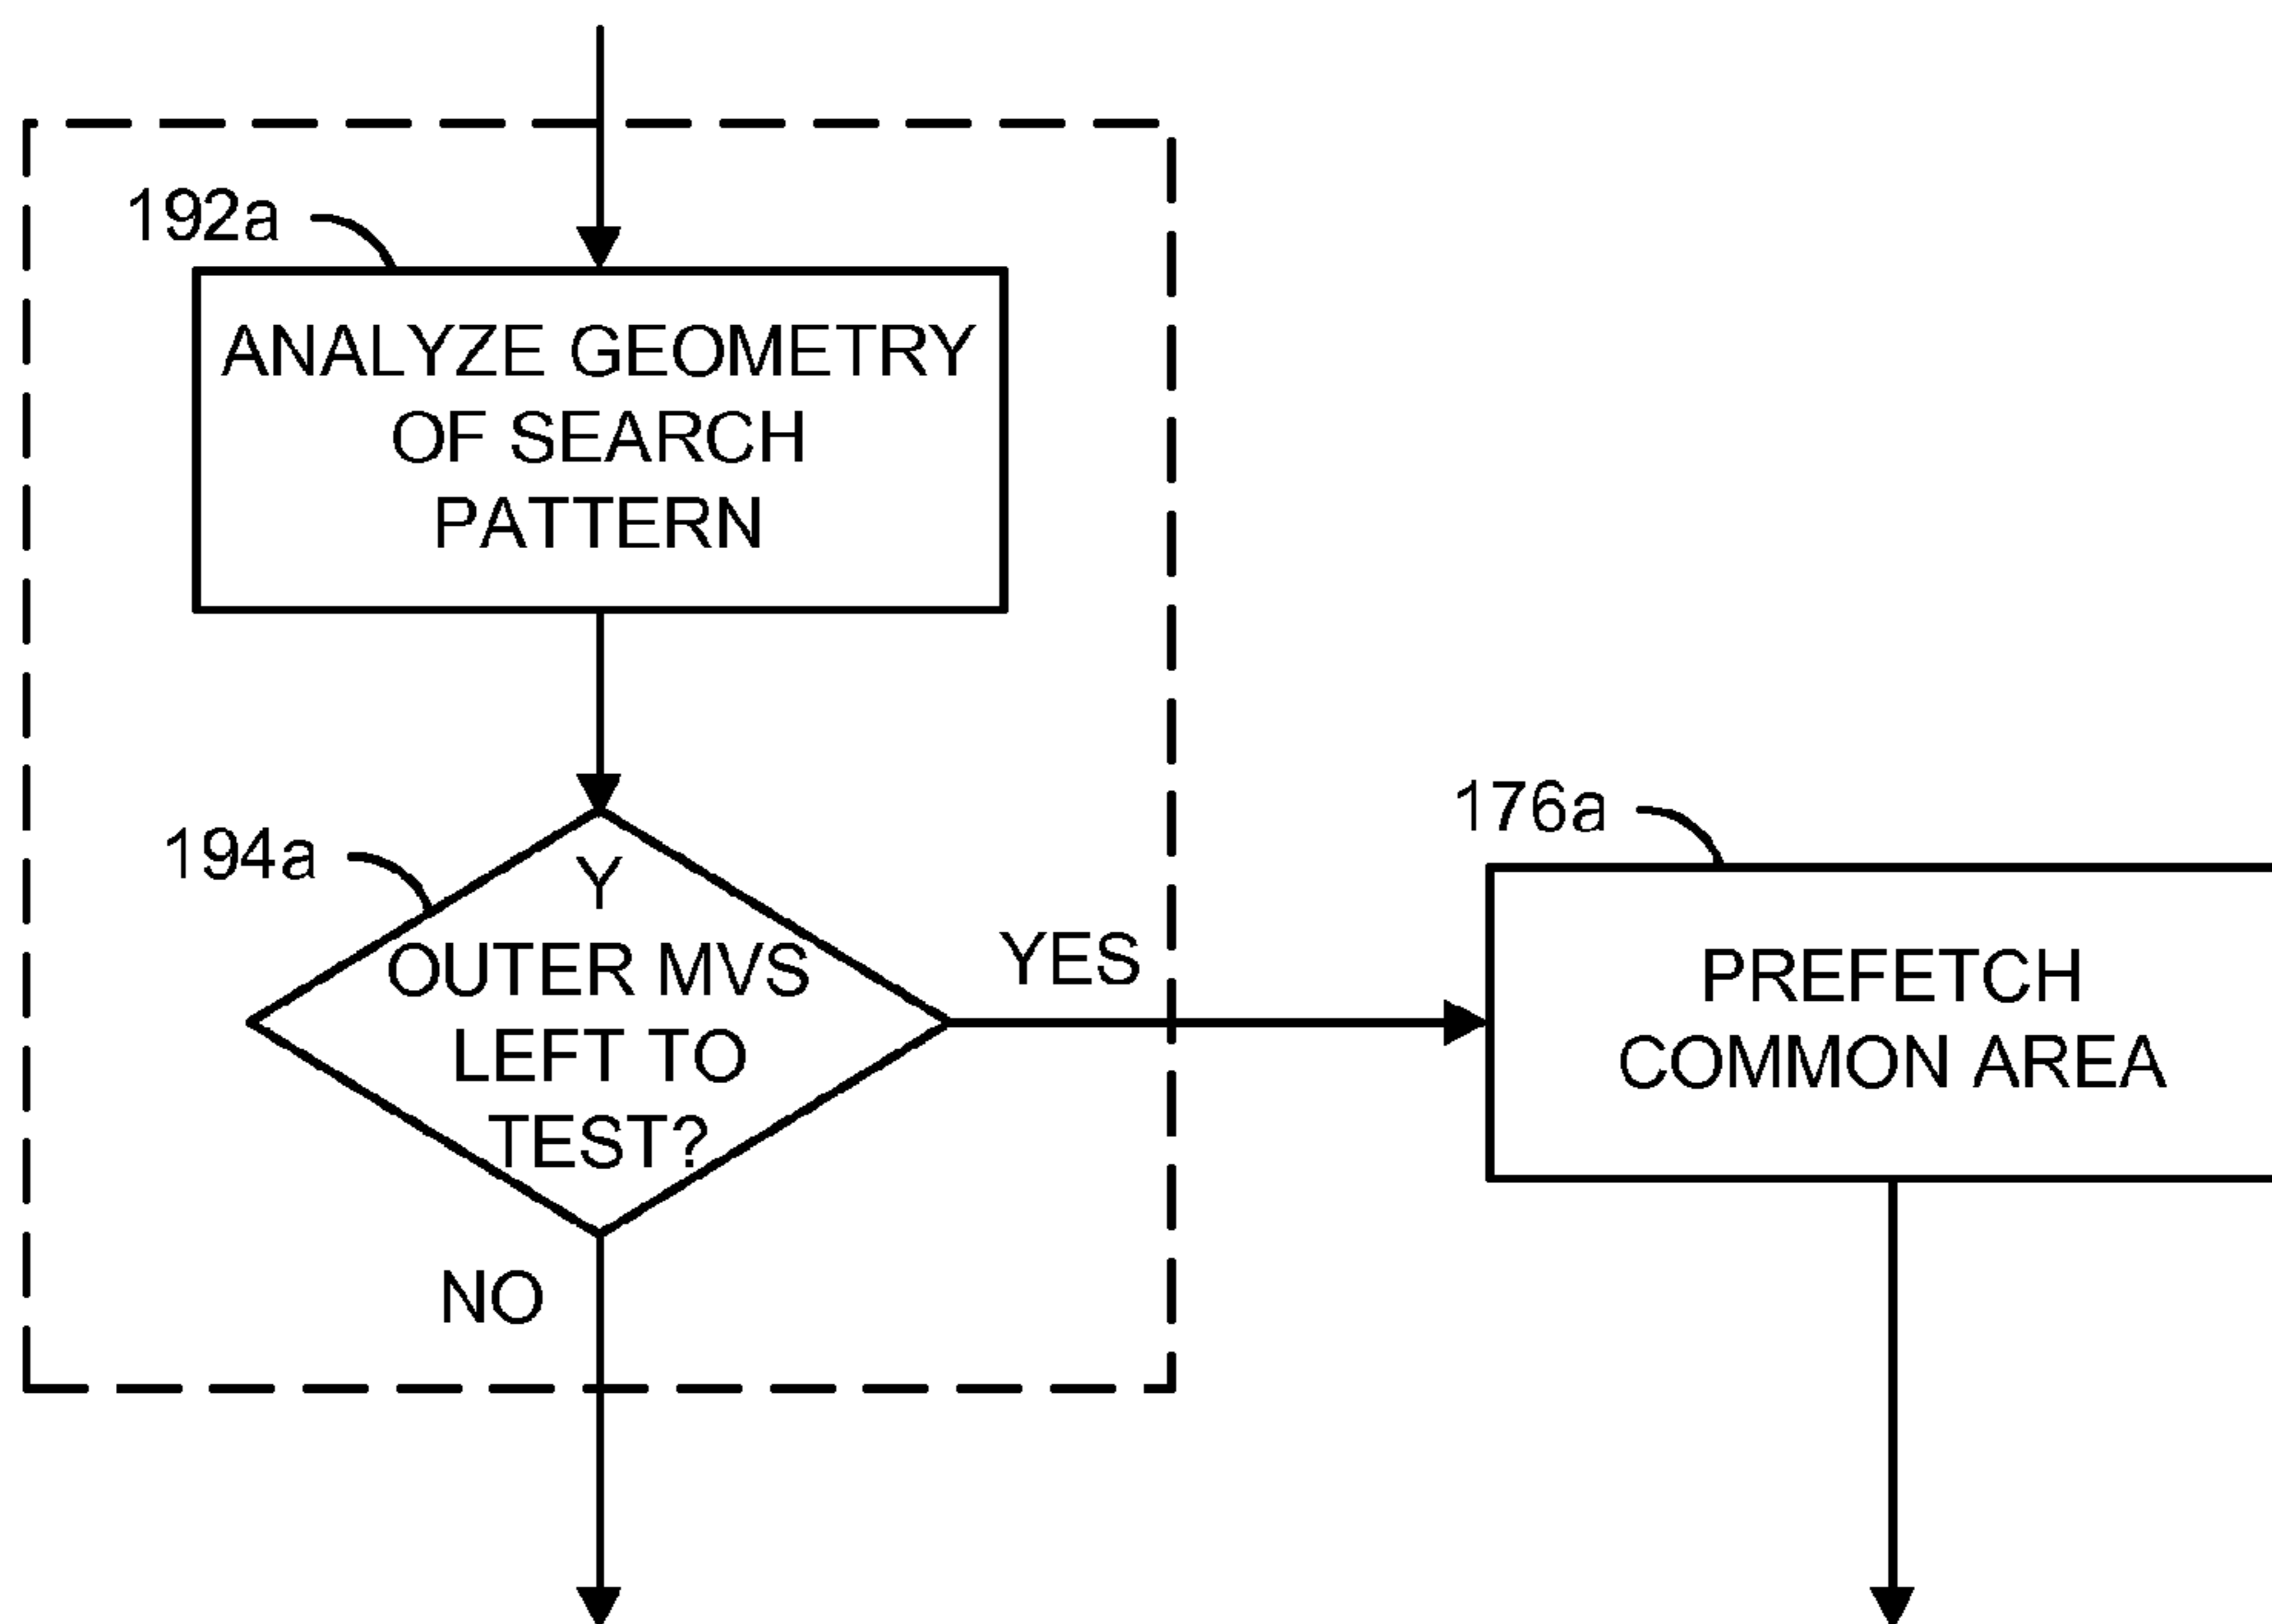 192a
ANALYZE GEOMETRY
OF SEARCH
PATTERN
194a
Y
OUTER MVS
LEFT TO
TEST?
YES
NO
176a
PREFETCH
COMMON AREA